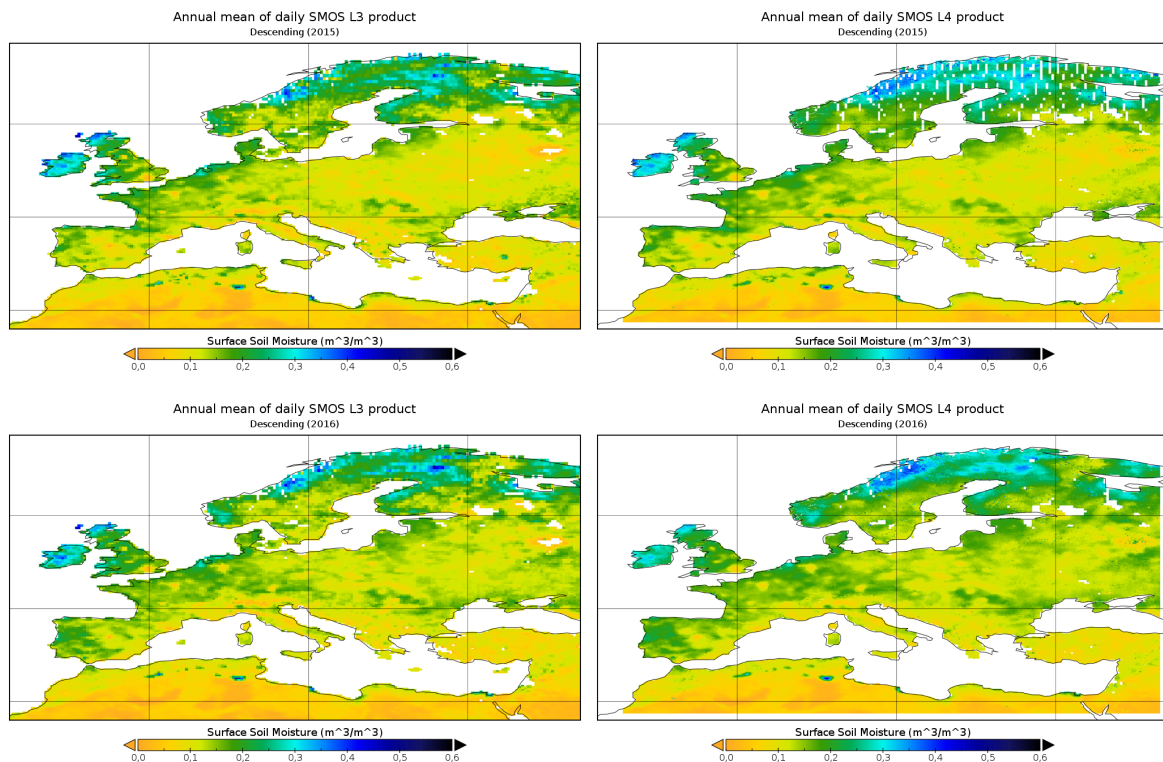 Annual mean of daily SMOS L3 product
Descending (2015)
Surface Soil Moisture (m^3/m^3)
0,0 0,1 0,2 0,3 0,4 0,5 0,6
Annual mean of daily SMOS L4 product
Descending (2015)
Surface Soil Moisture (m^3/m^3)
0,0 0,1 0,2 0,3 0,4 0,5 0,6
Annual mean of daily SMOS L3 product
Descending (2016)
Surface Soil Moisture (m^3/m^3)
0,0 0,1 0,2 0,3 0,4 0,5 0,6
Annual mean of daily SMOS L4 product
Descending (2016)
Surface Soil Moisture (m^3/m^3)
0,0 0,1 0,2 0,3 0,4 0,5 0,6